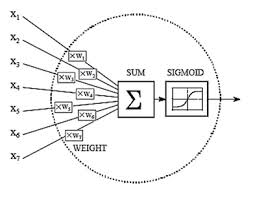 X1
X2
X3
X4
X5
X6
X7
×W1
×W2
×W3
×W4
×W5
×W6
×W7
WEIGHT
SUM
Σ
SIGMOID